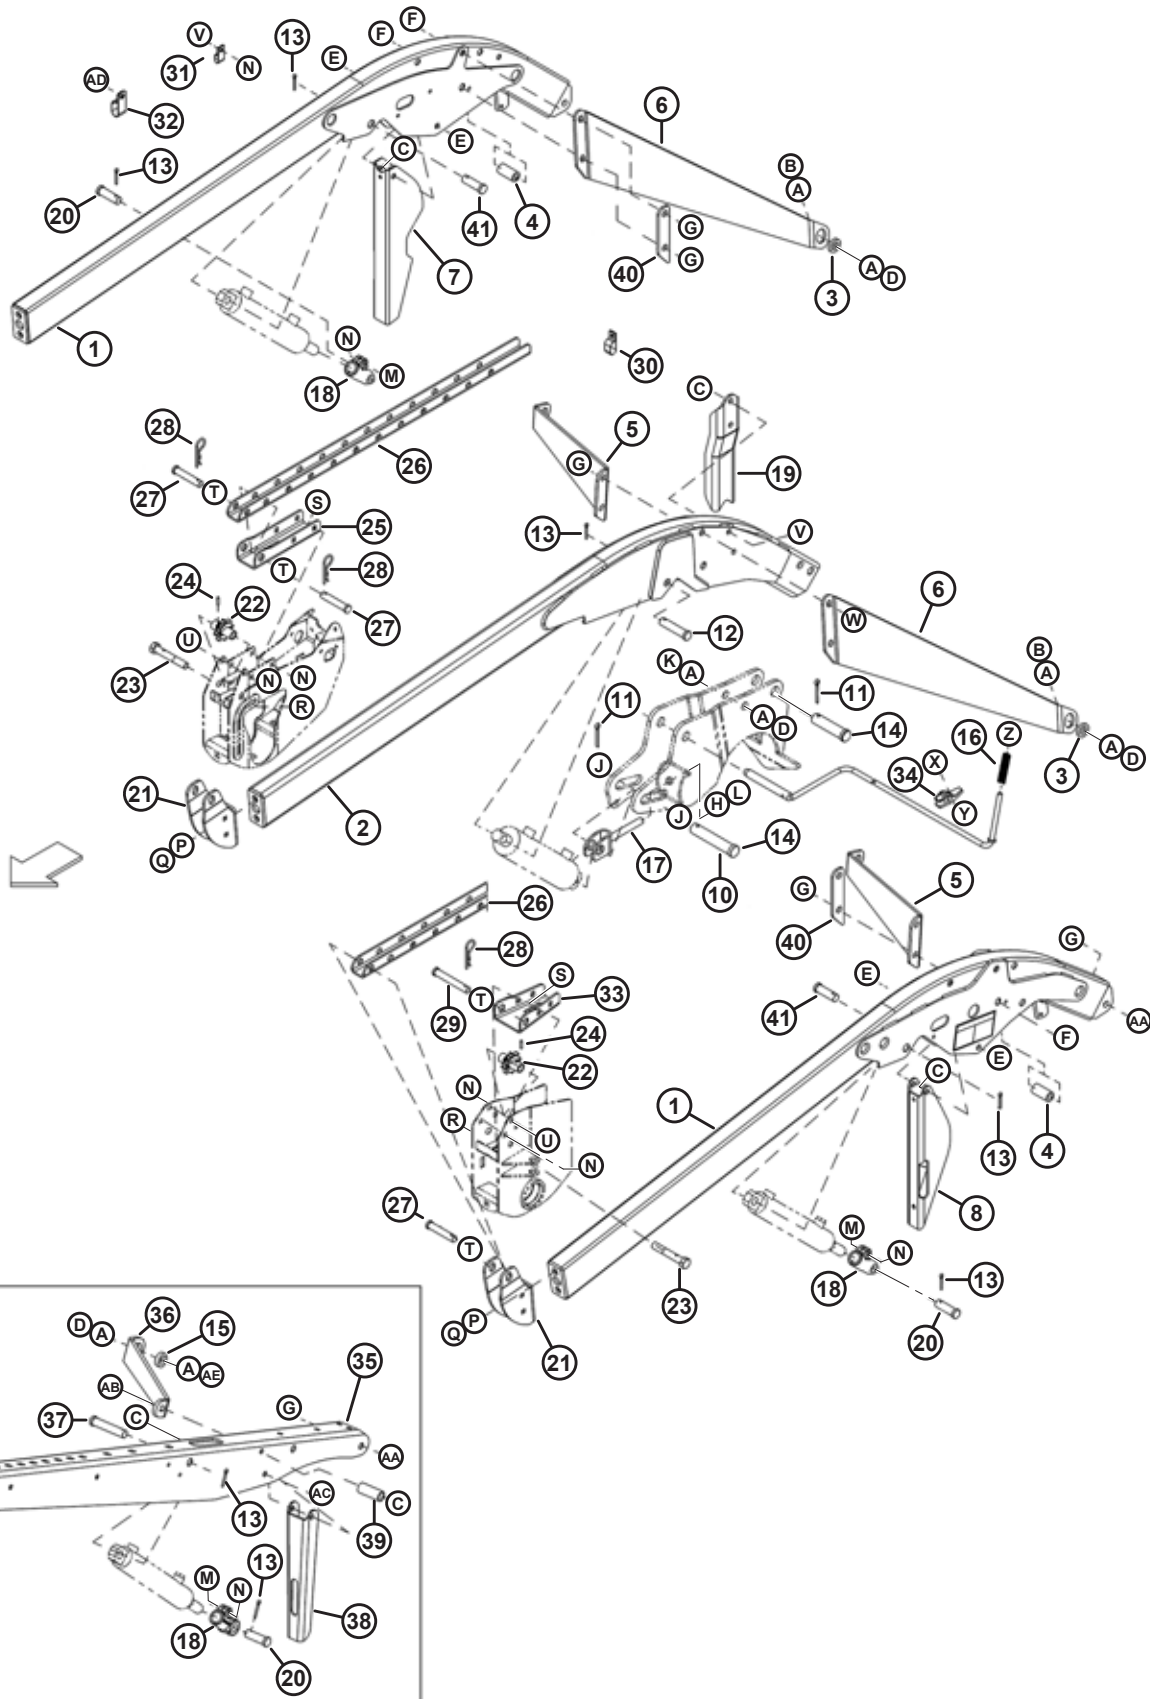 F
V F
31 N E 13
AD
32
13
20
C E
41 4
6
B
A
G
40 G
A D
3
7
1
N
M
18
30
28
26
27 T
S
25
5
G
C
19
13
V
24
22
T 28
27
U
23
N N
R
12
6
W
K A
11
11
A D
14
J
B
A
16 Z
X
34
Y
3 A D
21
Q P
2
J H L
17
14
10
26
28
29 T
S 33
24
22
N
R U
N
G
40
5
G
E
41
F
AA
E
C
13
4
1
8
27 T
Q P
21
23
M
N
18
13
20
D A 36 15
A AE
AB
C
37
G
35
AA
13
AC
39 C
M
N
13
18
20
38